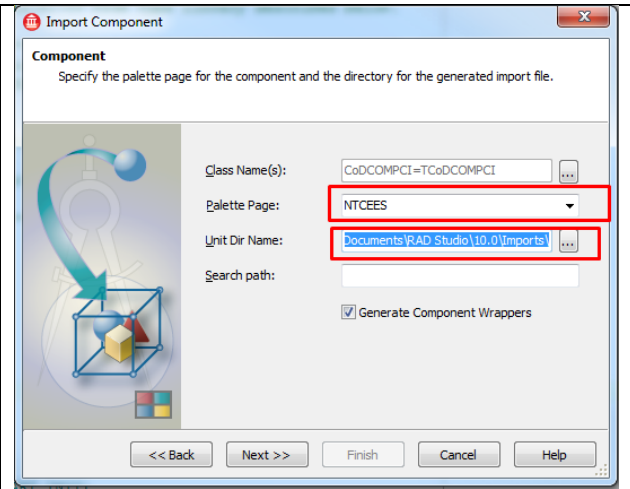 Import Component
Component
Specify the palette page for the component and the directory for the generated import file.
Class Name(s): CoDCOMPCI=TCoDCOMPCI ...
Palette Page: NTCEES
Unit Dir Name: Documents\RAD Studio\10.0\Imports\ ...
Search path:
Generate Component Wrappers
<< Back Next >> Finish Cancel Help